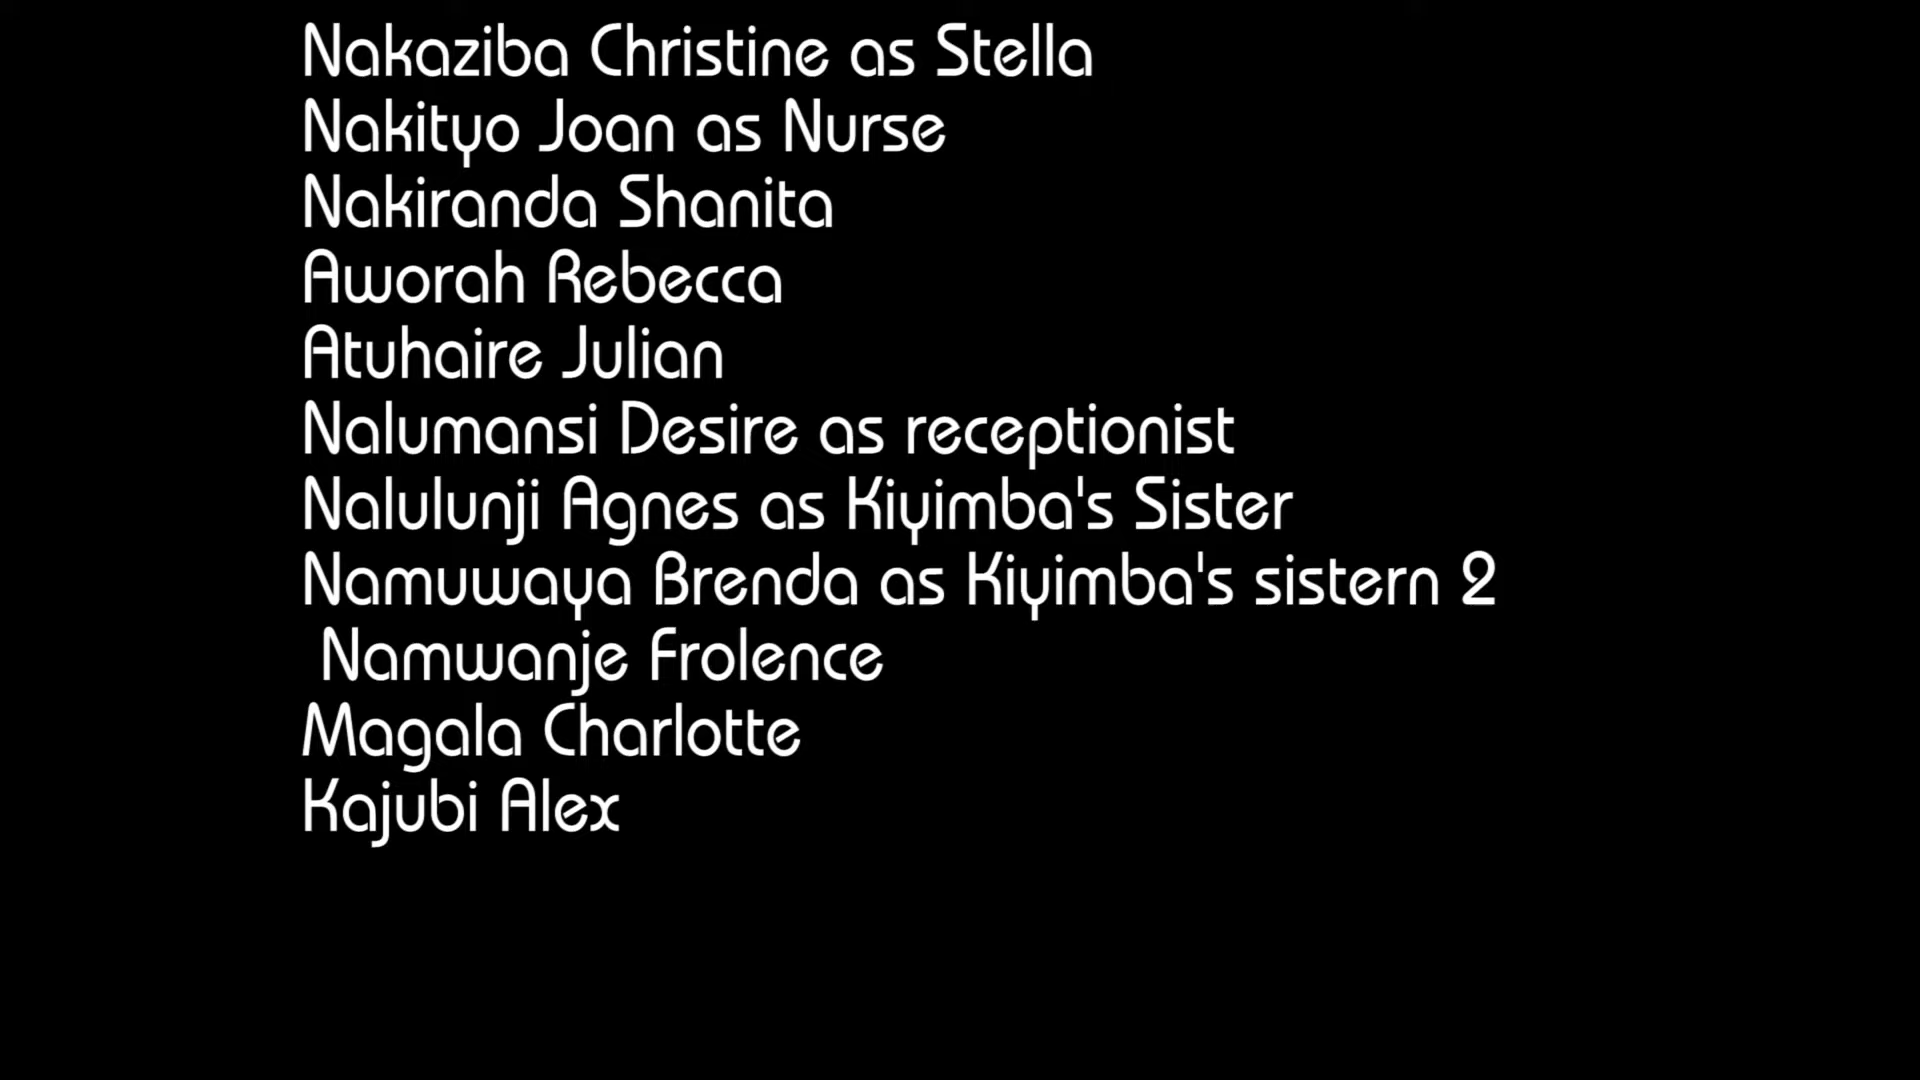 Nakaziba Christine as Stella
Nakityo Joan as Nurse
Nakiranda Shanita
Aworah Rebecca
Atuhaire Julian
Nalumansi Desire as receptionist
Nalulunji Agnes as Kiyimba's Sister
Namuwaya Brenda as Kiyimba's sistern 2
Namwanje Frolence
Magala Charlotte
Kajubi Alex